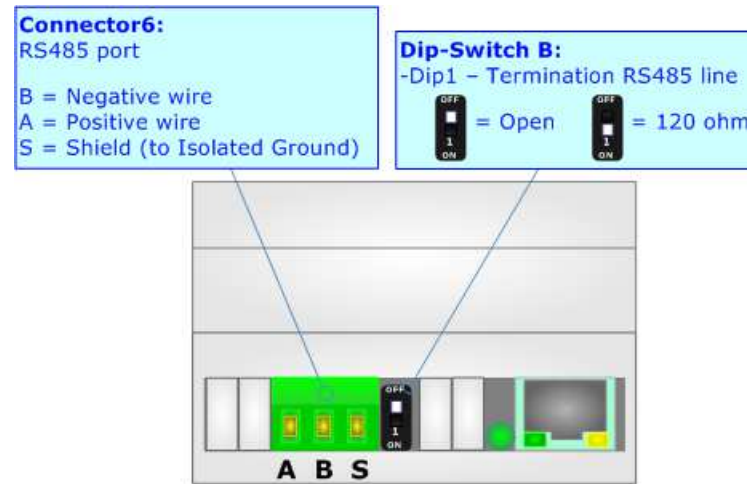 Connector6:
RS485 port
B = Negative wire
A = Positive wire
S = Shield (to Isolated Ground)
Dip-Switch B:
-Dip1 – Termination RS485 line
OFF
1
ON
= Open
OFF
1
ON
= 120 ohm
OFF
1
ON
A B S